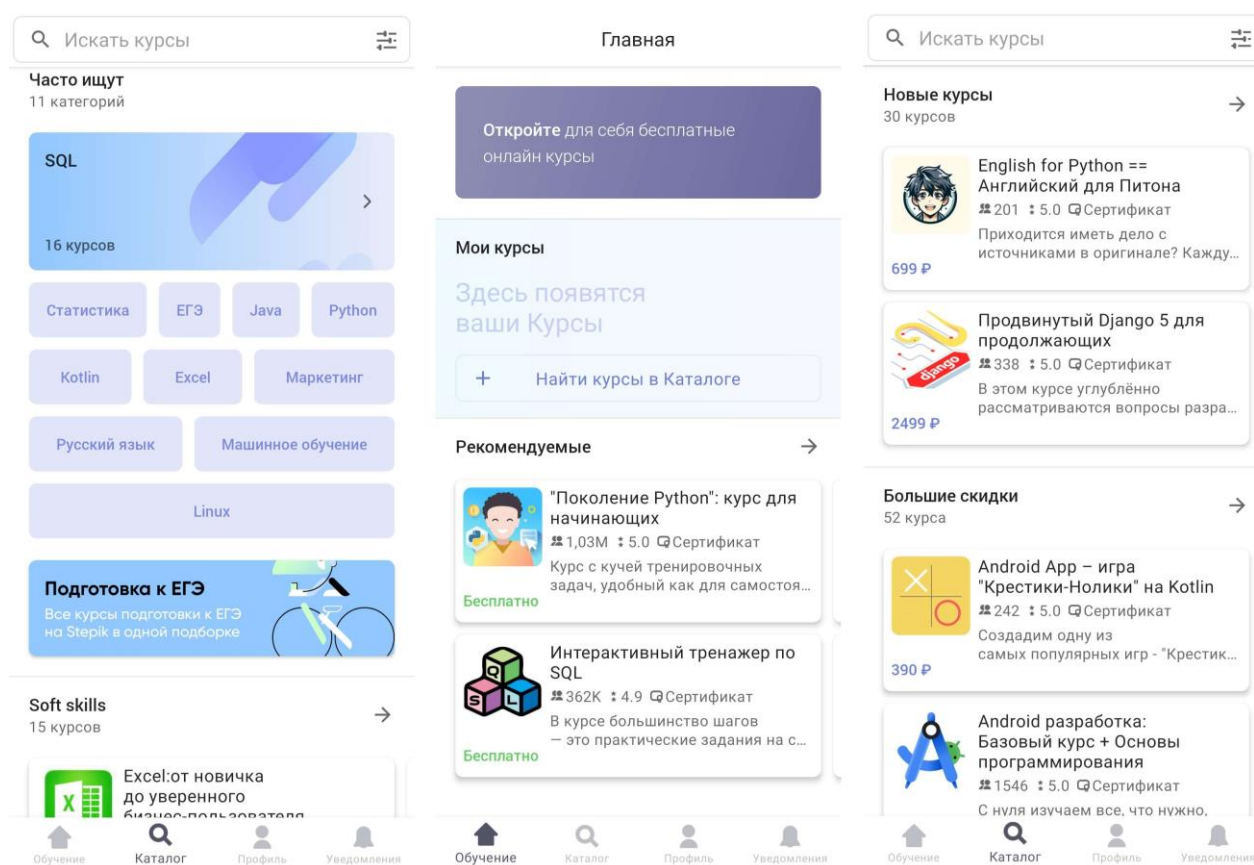 Искать курсы
Часто ищут
11 категорий
SQL
16 курсов
Статистика
ЕГЭ
Java
Python
Kotlin
Excel
Маркетинг
Русский язык
Машинное обучение
Linux
Подготовка к ЕГЭ
Все курсы подготовки к ЕГЭ
на Stepik в одной подборке
Soft skills
15 курсов
Excel:от новичка
до уверенного
бизнес-пользователя
Обучение
Каталог
Профиль
Уведомления
Главная
Откройте для себя бесплатные
онлайн курсы
Мои курсы
Здесь появятся
ваши Курсы
+ Найти курсы в Каталоге
Рекомендуемые
"Поколение Python": курс для
начинающих
1,03M 5.0 Сертификат
Курс с кучей тренировочных
задач, удобный как для самостоя...
Бесплатно
Интерактивный тренажер по
SQL
362K 4.9 Сертификат
В курсе большинство шагов
— это практические задания на с...
Бесплатно
Q
S L
Обучение
Каталог
Профиль
Уведомления
Искать курсы
Новые курсы
30 курсов
English for Python ==
Английский для Питона
201 5.0 Сертификат
Приходится иметь дело с
источниками в оригинале? Кажду...
699 ₽
Продвинутый Django 5 для
продолжающих
338 5.0 Сертификат
В этом курсе углублённо
рассматриваются вопросы разра...
django
2499 ₽
Большие скидки
52 курса
Android App – игра
"Крестики-Нолики" на Kotlin
242 5.0 Сертификат
Создадим одну из
самых популярных игр - "Крестик...
390 ₽
Android разработка:
Базовый курс + Основы
программирования
1546 5.0 Сертификат
С нуля изучаем все, что нужно,
Обучение
Каталог
Профиль
Уведомления